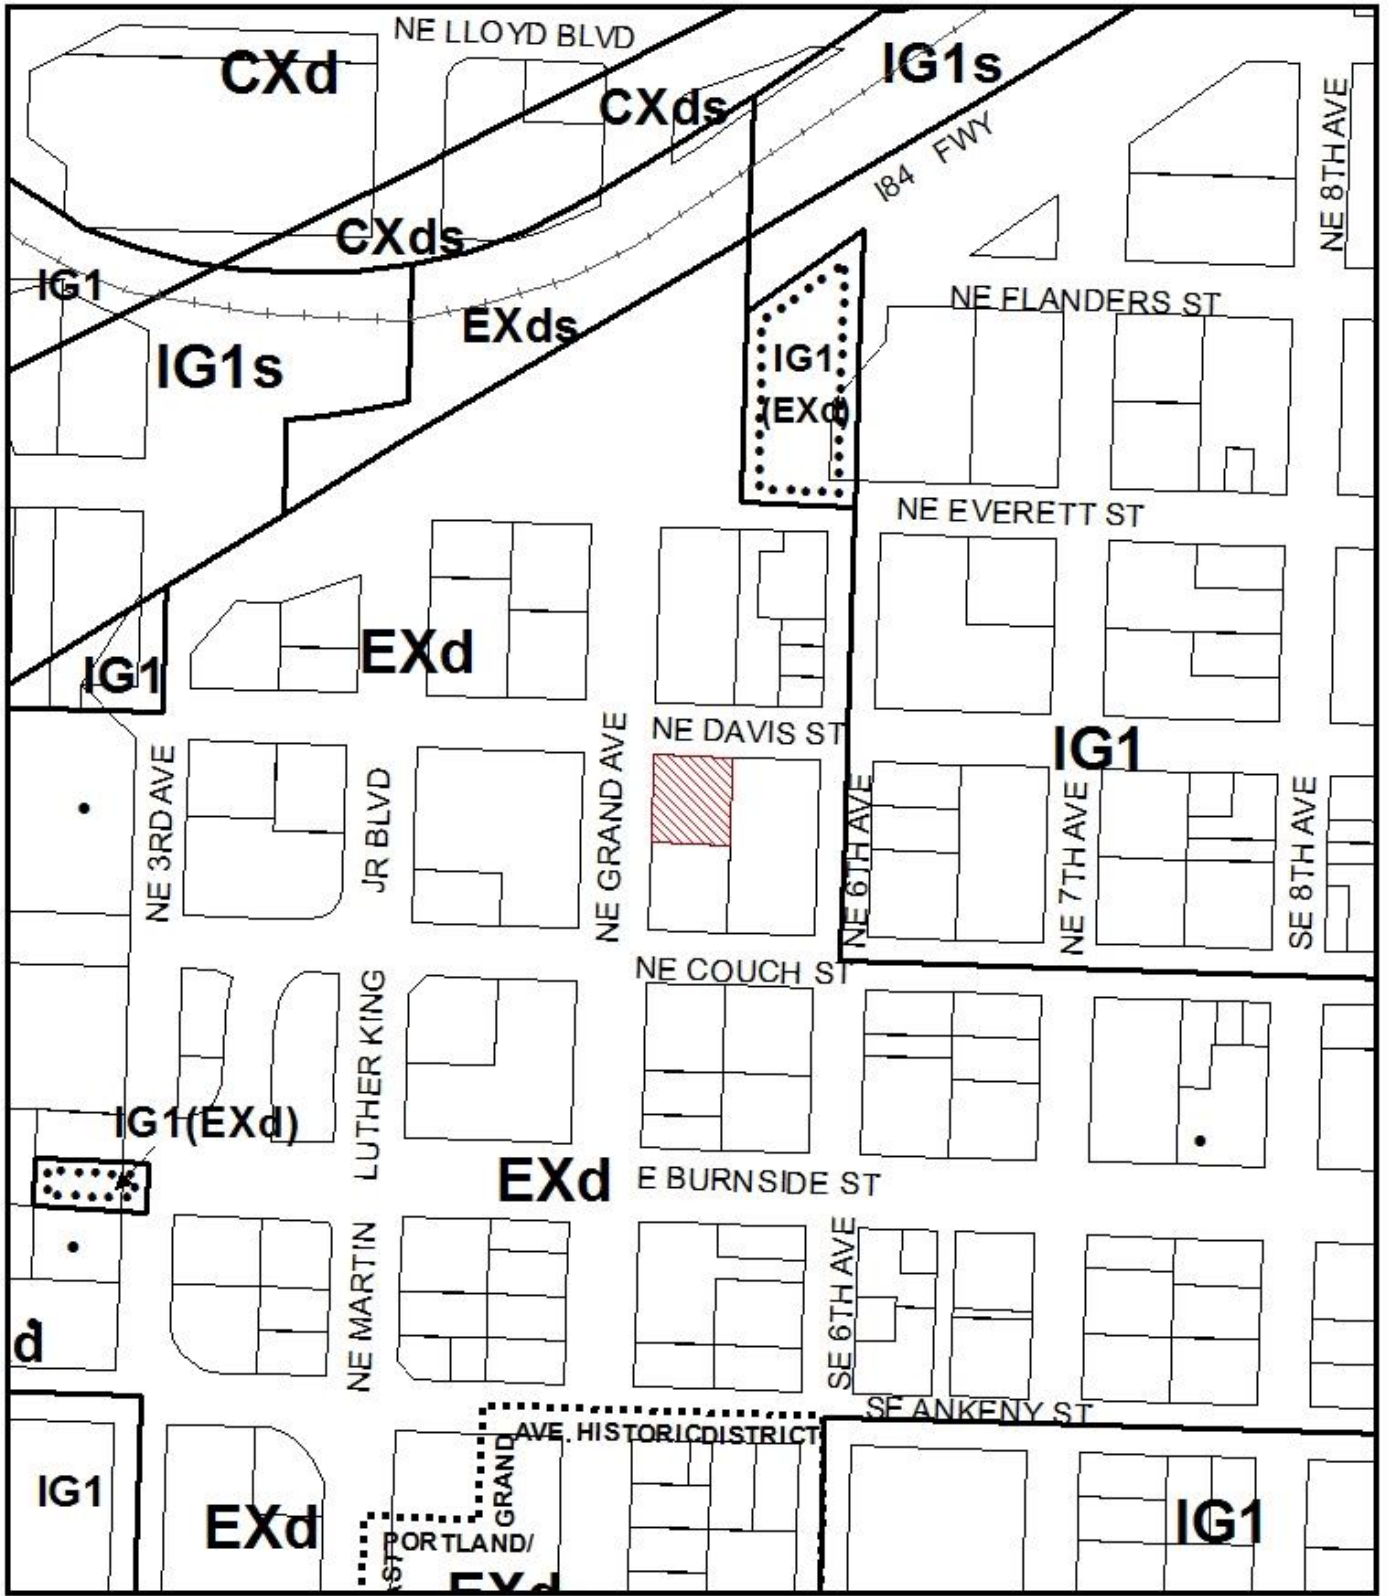 NE LLOYD BLVD
CXd
IG1s
CXds
NE 8TH AVE
I84 FWY
CXds
IG1
NE FLANDERS ST
EXds
IG1
(EXd)
IG1s
NE EVERETT ST
EXd
IG1
NE DAVIS ST
IG1
NE 3RD AVE
JR BLVD
NE GRAND AVE
NE 6TH AVE
NE 7TH AVE
SE 8TH AVE
NE COUCH ST
LUTHER KING
IG1(EXd)
EXd
E BURNSIDE ST
NE MARTIN
SE 6TH AVE
d
SE ANKENY ST
AVE. HISTORIC DISTRICT
GRAND
IG1
EXd
IG1
PORTLAND/
AST
EXd